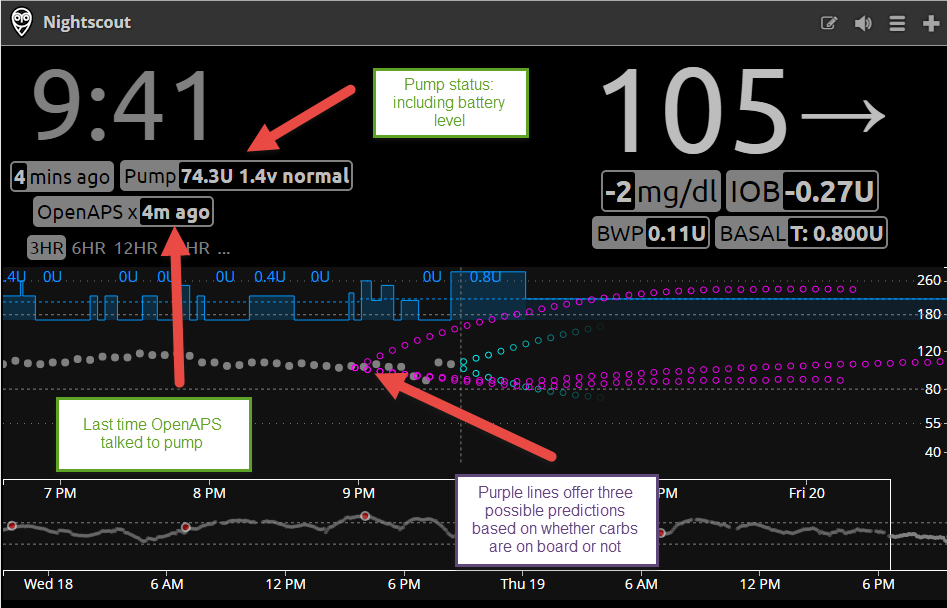 Nightscout
9:41
105→
Pump status:
including battery
level
4 mins ago
Pump 74.3U 1.4v normal
-2 mg/dl
IOB -0.27U
OpenAPS x 4m ago
BWP 0.11U
BASAL T: 0.800U
3HR 6HR 12HR HR ...
.4U 0U 0U 0U 0U 0.4U 0U 0U 0.8U
260
180
120
80
55
40
Last time OpenAPS
talked to pump
Purple lines offer three
possible predictions
based on whether carbs
are on board or not
7 PM 8 PM 9 PM PM Fri 20
Wed 18 6 AM 12 PM 6 PM Thu 19 6 AM 12 PM 6 PM